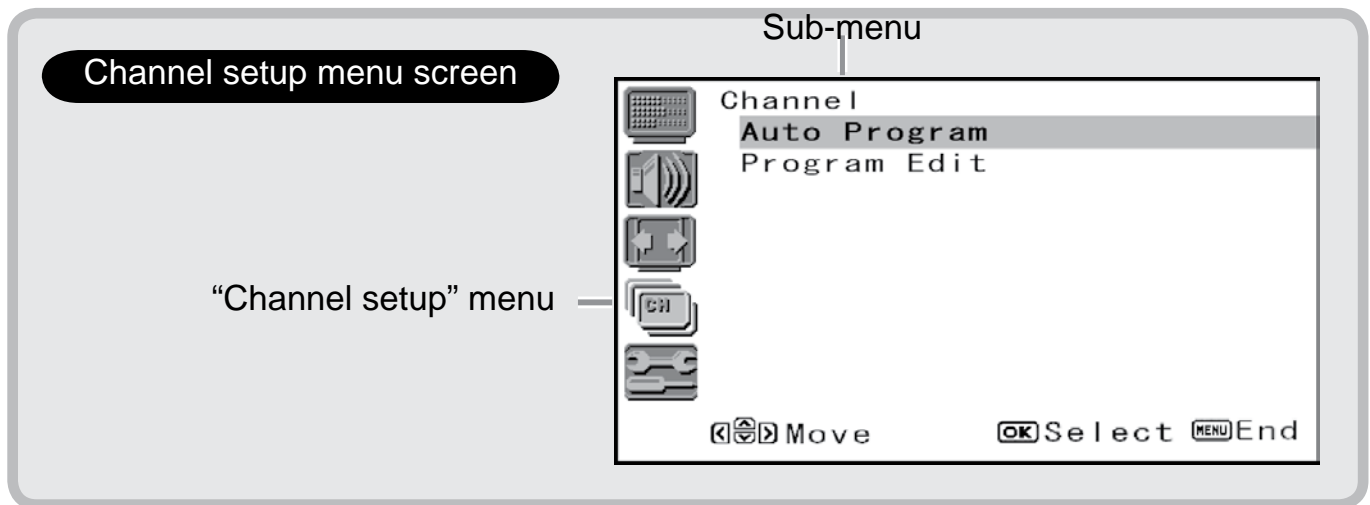 Sub-menu
Channel setup menu screen
Channel
Auto Program
Program Edit
“Channel setup” menu
CH
Move OK Select MENU End